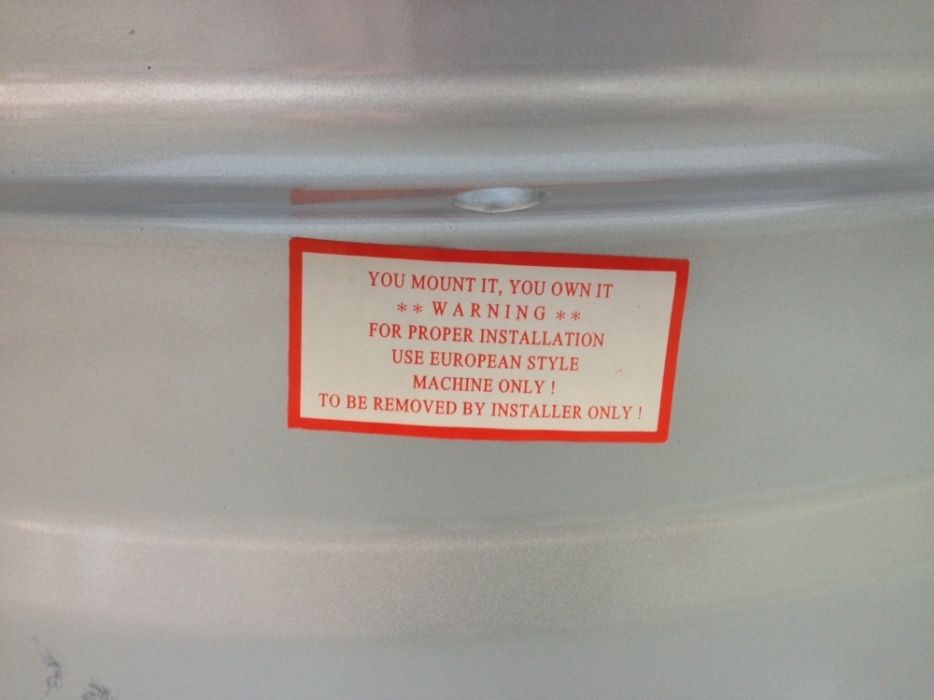 YOU MOUNT IT, YOU OWN IT
** WARNING **
FOR PROPER INSTALLATION
USE EUROPEAN STYLE
MACHINE ONLY !
TO BE REMOVED BY INSTALLER ONLY !